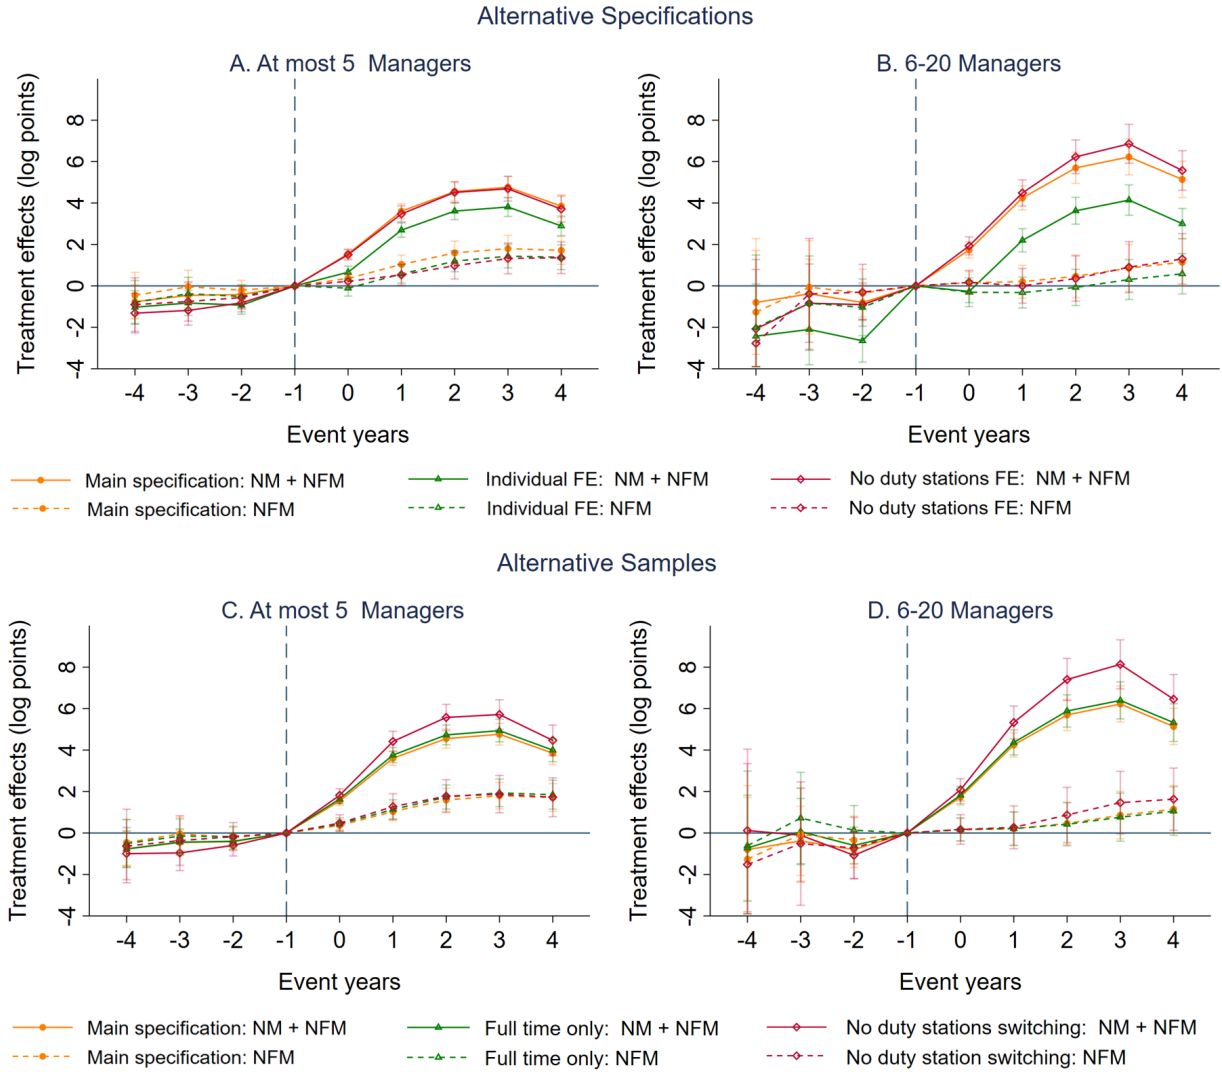 Alternative Specifications
A. At most 5  Managers
B. 6-20 Managers
Treatment effects (log points)
8
6
4
2
0
-2
-4
-4 -3 -2 -1 0 1 2 3 4
Event years
Treatment effects (log points)
8
6
4
2
0
-2
-4
-4 -3 -2 -1 0 1 2 3 4
Event years
Main specification: NM + NFM
Individual FE:  NM + NFM
No duty stations FE:  NM + NFM
Main specification: NFM
Individual FE: NFM
No duty stations FE: NFM
Alternative Samples
C. At most 5  Managers
D. 6-20 Managers
Treatment effects (log points)
8
6
4
2
0
-2
-4
-4 -3 -2 -1 0 1 2 3 4
Event years
Treatment effects (log points)
8
6
4
2
0
-2
-4
-4 -3 -2 -1 0 1 2 3 4
Event years
Main specification: NM + NFM
Full time only:  NM + NFM
No duty stations switching:  NM + NFM
Main specification: NFM
Full time only: NFM
No duty station switching: NFM